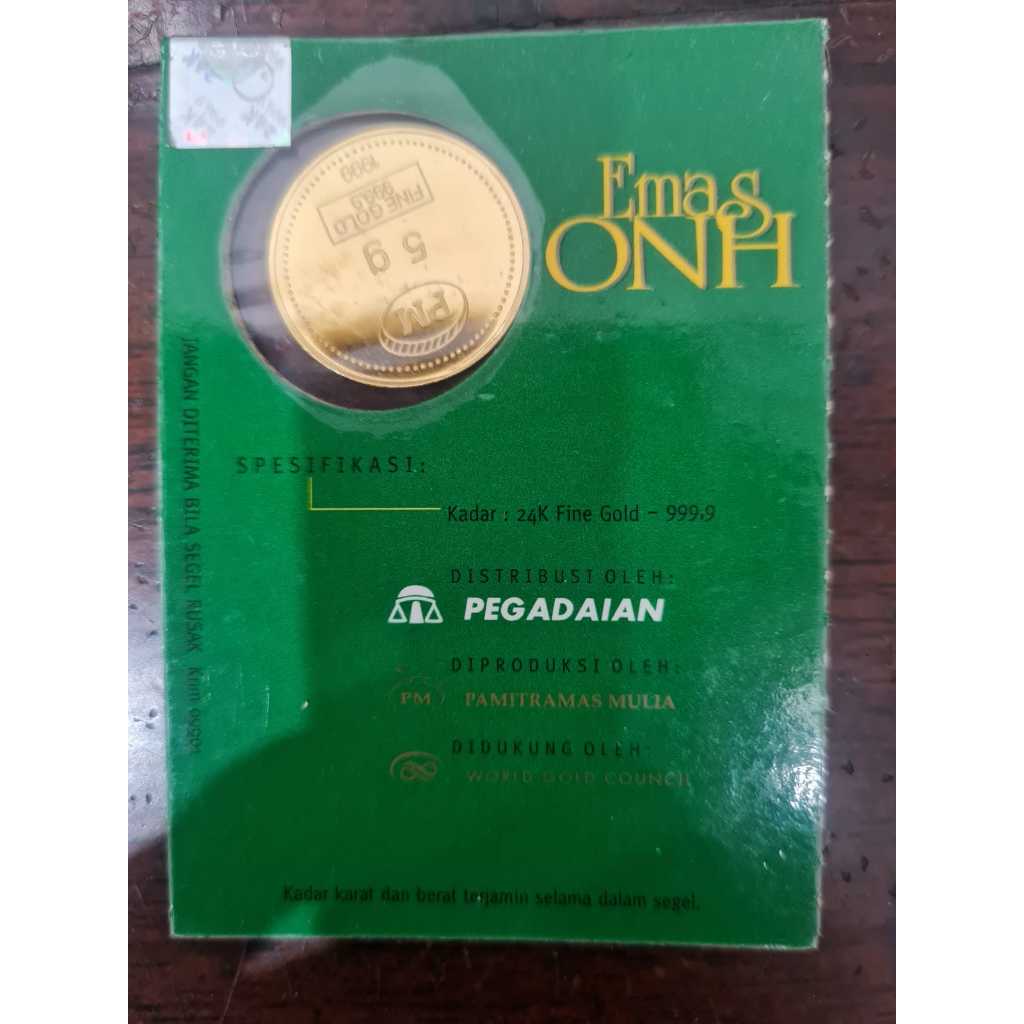 1999
999.9
FINE GOLD
5 g
PM
Emas
ONH
JANGAN DITERIMA BILA SEGEL RUSAK
SPESIFIKASI:
Kadar : 24K Fine Gold – 999,9
DISTRIBUSI OLEH:
PEGADAIAN
DIPRODUKSI OLEH:
PM PAMITRAMAS MULIA
DIDUKUNG OLEH:
WORLD GOLD COUNCIL
Kadar karat dan berat terjamin selama dalam segel.